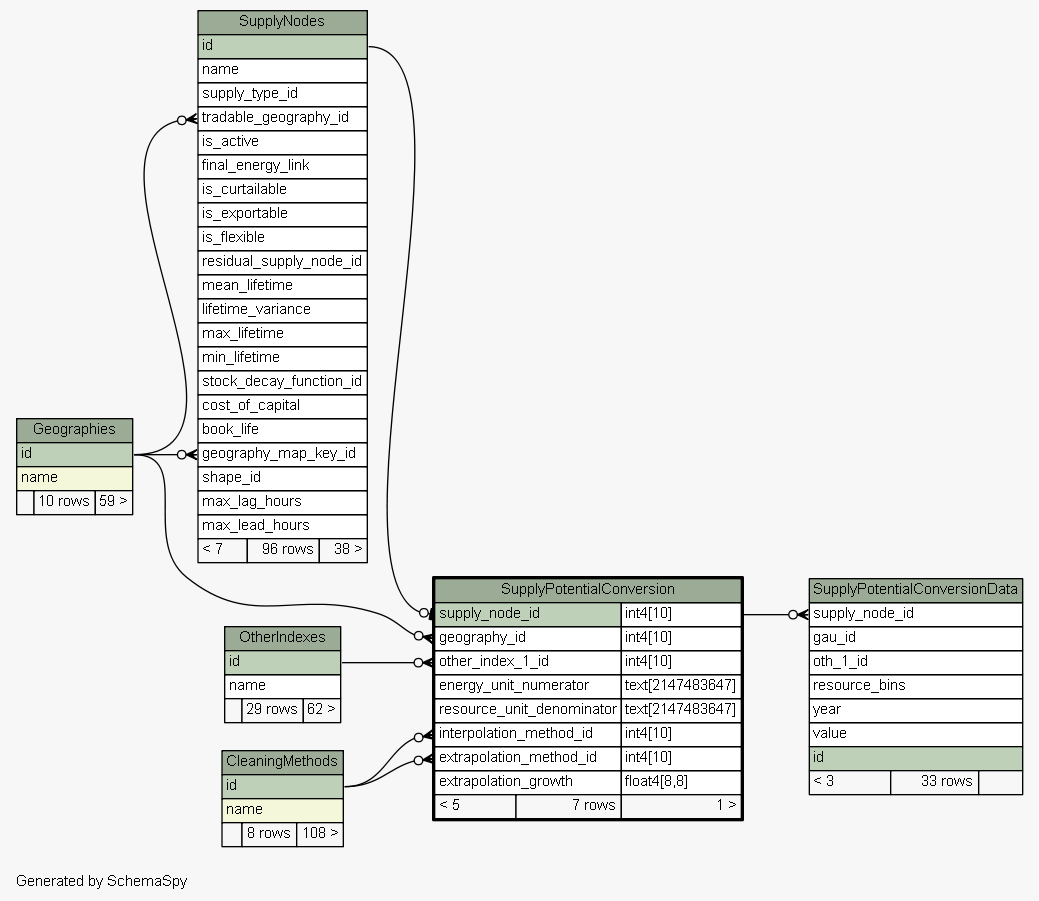 SupplyNodes
id
name
supply_type_id
tradable_geography_id
is_active
final_energy_link
is_curtailable
is_exportable
is_flexible
residual_supply_node_id
mean_lifetime
lifetime_variance
max_lifetime
min_lifetime
stock_decay_function_id
cost_of_capital
book_life
geography_map_key_id
shape_id
max_lag_hours
max_lead_hours
< 7 96 rows 38 >
Geographies
id
name
10 rows 59 >
OtherIndexes
id
name
29 rows 62 >
CleaningMethods
id
name
8 rows 108 >
SupplyPotentialConversion
supply_node_id int4[10]
geography_id int4[10]
other_index_1_id int4[10]
energy_unit_numerator text[2147483647]
resource_unit_denominator text[2147483647]
interpolation_method_id int4[10]
extrapolation_method_id int4[10]
extrapolation_growth float4[8,8]
< 5 7 rows 1 >
SupplyPotentialConversionData
supply_node_id
gau_id
oth_1_id
resource_bins
year
value
id
< 3 33 rows
Generated by SchemaSpy